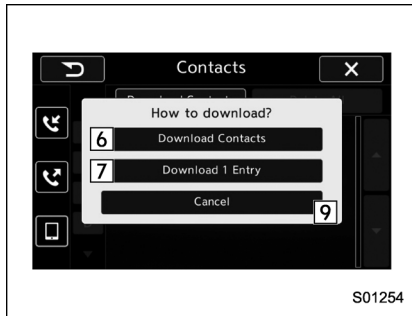 Contacts
How to download?
6 Download Contacts
7 Download 1 Entry
Cancel
9
S01254